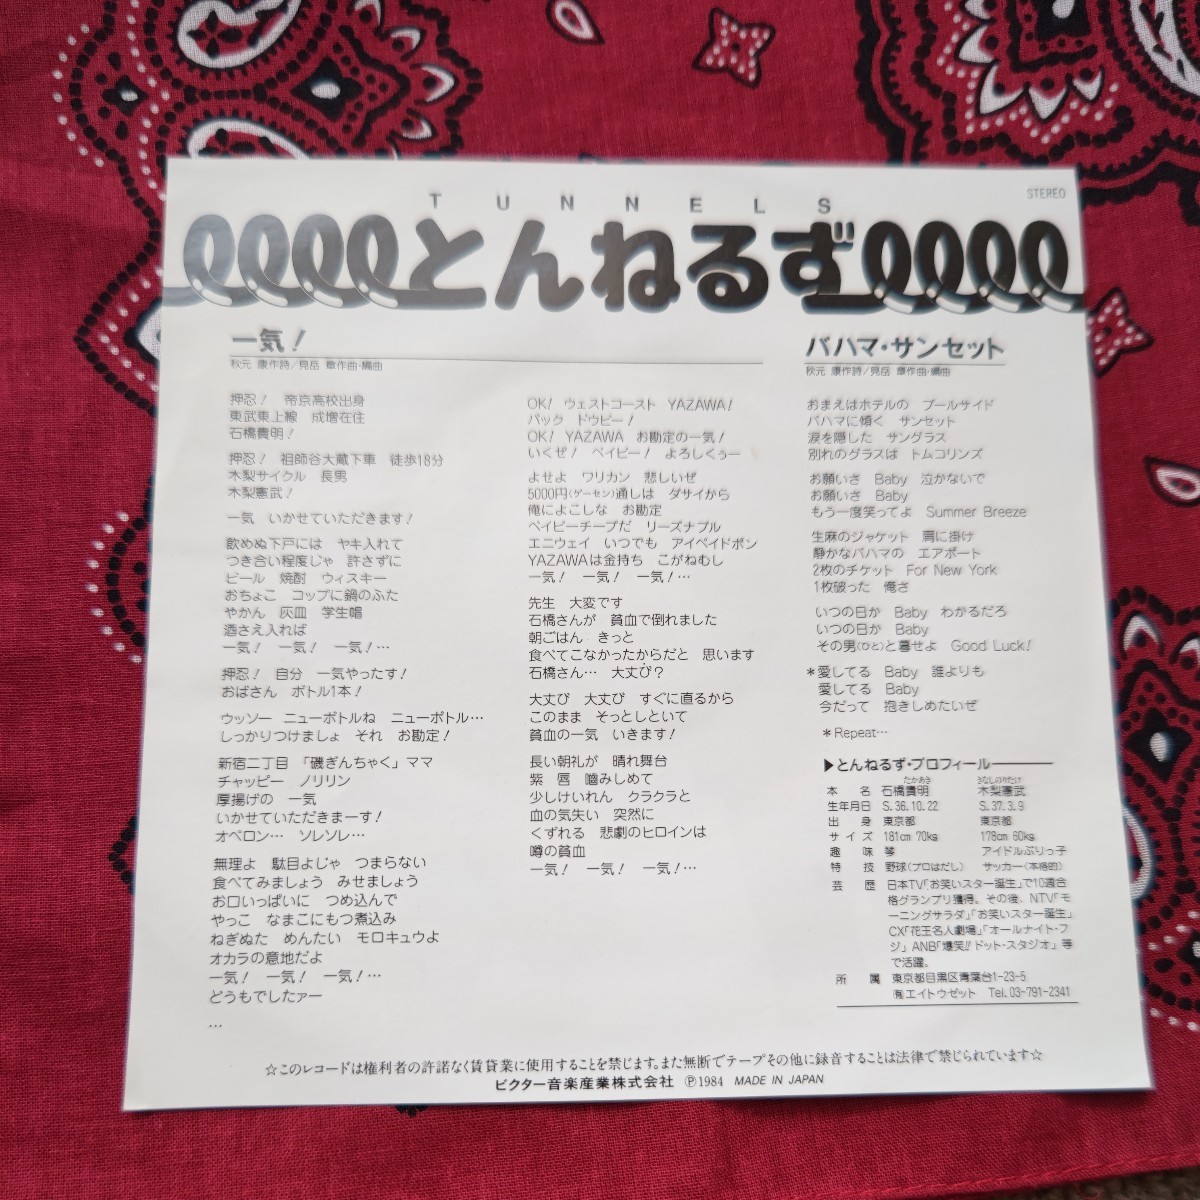 TUNNELS
STEREO
とんねるず
一気!
秋元 康作詩/見岳 章作曲・編曲
押忍! 帝京高校出身
東武東上線 成増在住
石橋貴明!
押忍! 祖師谷大蔵下車 徒歩18分
木梨サイクル 長男
木梨憲武!
一気 いかせていただきます!
飲めぬ下戸には ヤキ入れて
つき合い程度じゃ 許さずに
ビール 焼酎 ウィスキー
おちょこ コップに鍋のふた
やかん 灰皿 学生帽
酒さえ入れば
一気! 一気! 一気!…
押忍! 自分 一気やったす!
おばさん ボトル1本!
ウッソー ニューボトルね ニューボトル…
しっかりつけましょ それ お勘定!
新宿二丁目 「磯ぎんちゃく」ママ
チャッピー ノリリン
厚揚げの 一気
いかせていただきまーす!
オペロン… ソレソレ…
無理よ 駄目よじゃ つまらない
食べてみましょう みせましょう
お口いっぱいに つめ込んで
やっこ なまこにもつ煮込み
ねぎぬた めんたい モロキュウよ
オカラの意地だよ
一気! 一気! 一気!…
どうもでしたァー
…
OK! ウェストコースト YAZAWA!
バック ドゥビー!
OK! YAZAWA お勘定の一気!
いくぜ! ベイビー! よろしくぅー
よせよ ワリカン 悲しいぜ
5000円(ゲーセン)通しは ダサイから
俺によこしな お勘定
ベイビーチープだ リーズナブル
エニウェイ いつでも アイペイドボン
YAZAWAは金持ち こがねむし
一気! 一気! 一気!…
先生 大変です
石橋さんが 貧血で倒れました
朝ごはん きっと
食べてこなかったからだと 思います
石橋さん… 大丈び?
大丈び 大丈び すぐに直るから
このまま そっとしといて
貧血の一気 いきます!
長い朝礼が 晴れ舞台
紫 唇 噛みしめて
少しけいれん クラクラと
血の気失い 突然に
くずれる 悲劇のヒロインは
噂の貧血
一気! 一気! 一気!…
バハマ・サンセット
秋元 康作詩/見岳 章作曲・編曲
おまえはホテルの プールサイド
バハマに傾く サンセット
涙を隠した サングラス
別れのグラスは トムコリンズ
お願いさ Baby 泣かないで
お願いさ Baby
もう一度笑ってよ Summer Breeze
生麻のジャケット 肩に掛け
静かなバハマの エアポート
2枚のチケット For New York
1枚破った 俺さ
いつの日か Baby わかるだろ
いつの日か Baby
その男(ひと)と暮せよ Good Luck!
*愛してる Baby 誰よりも
愛してる Baby
今だって 抱きしめたいぜ
*Repeat…
▶とんねるず・プロフィール
たかあき きなしのりたけ
本名 石橋貴明 木梨憲武
生年月日 S.36.10.22 S.37.3.9
出身 東京都 東京都
サイズ 181cm 70kg 178cm 60kg
趣味 琴 アイドルぶりっ子
特技 野球(プロはだし) サッカー(本格的)
芸歴 日本TV「お笑いスター誕生」で10週合
格グランプリ獲得。その後、NTV「モ
ーニングサラダ」「お笑いスター誕生」
CX「花王名人劇場」「オールナイト・フ
ジ」ANB「爆笑!!ドット・スタジオ」等
で活躍。
所属 東京都目黒区青葉台1-23-5
㈲エイトウゼット Tel.03-791-2341
☆このレコードは権利者の許諾なく賃貸業に使用することを禁じます。また無断でテープその他に録音することは法律で禁じられています☆
ビクター音楽産業株式会社 Ⓟ1984 MADE IN JAPAN